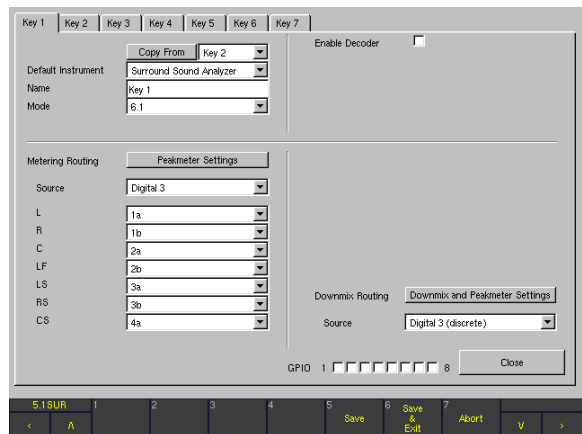 Key 1 Key 2 Key 3 Key 4 Key 5 Key 6 Key 7
Copy From Key 2
Enable Decoder
Default Instrument Surround Sound Analyzer
Name Key 1
Mode 6.1
Metering Routing Peakmeter Settings
Source Digital 3
L 1a
R 1b
C 2a
LF 2b
LS 3a
RS 3b
CS 4a
Downmix Routing Downmix and Peakmeter Settings
Source Digital 3 (discrete)
GPIO 1 8 Close
5.1SUR 1 2 3 4 5 6 7
Save
Save
&
Exit
Abort
< Λ V >